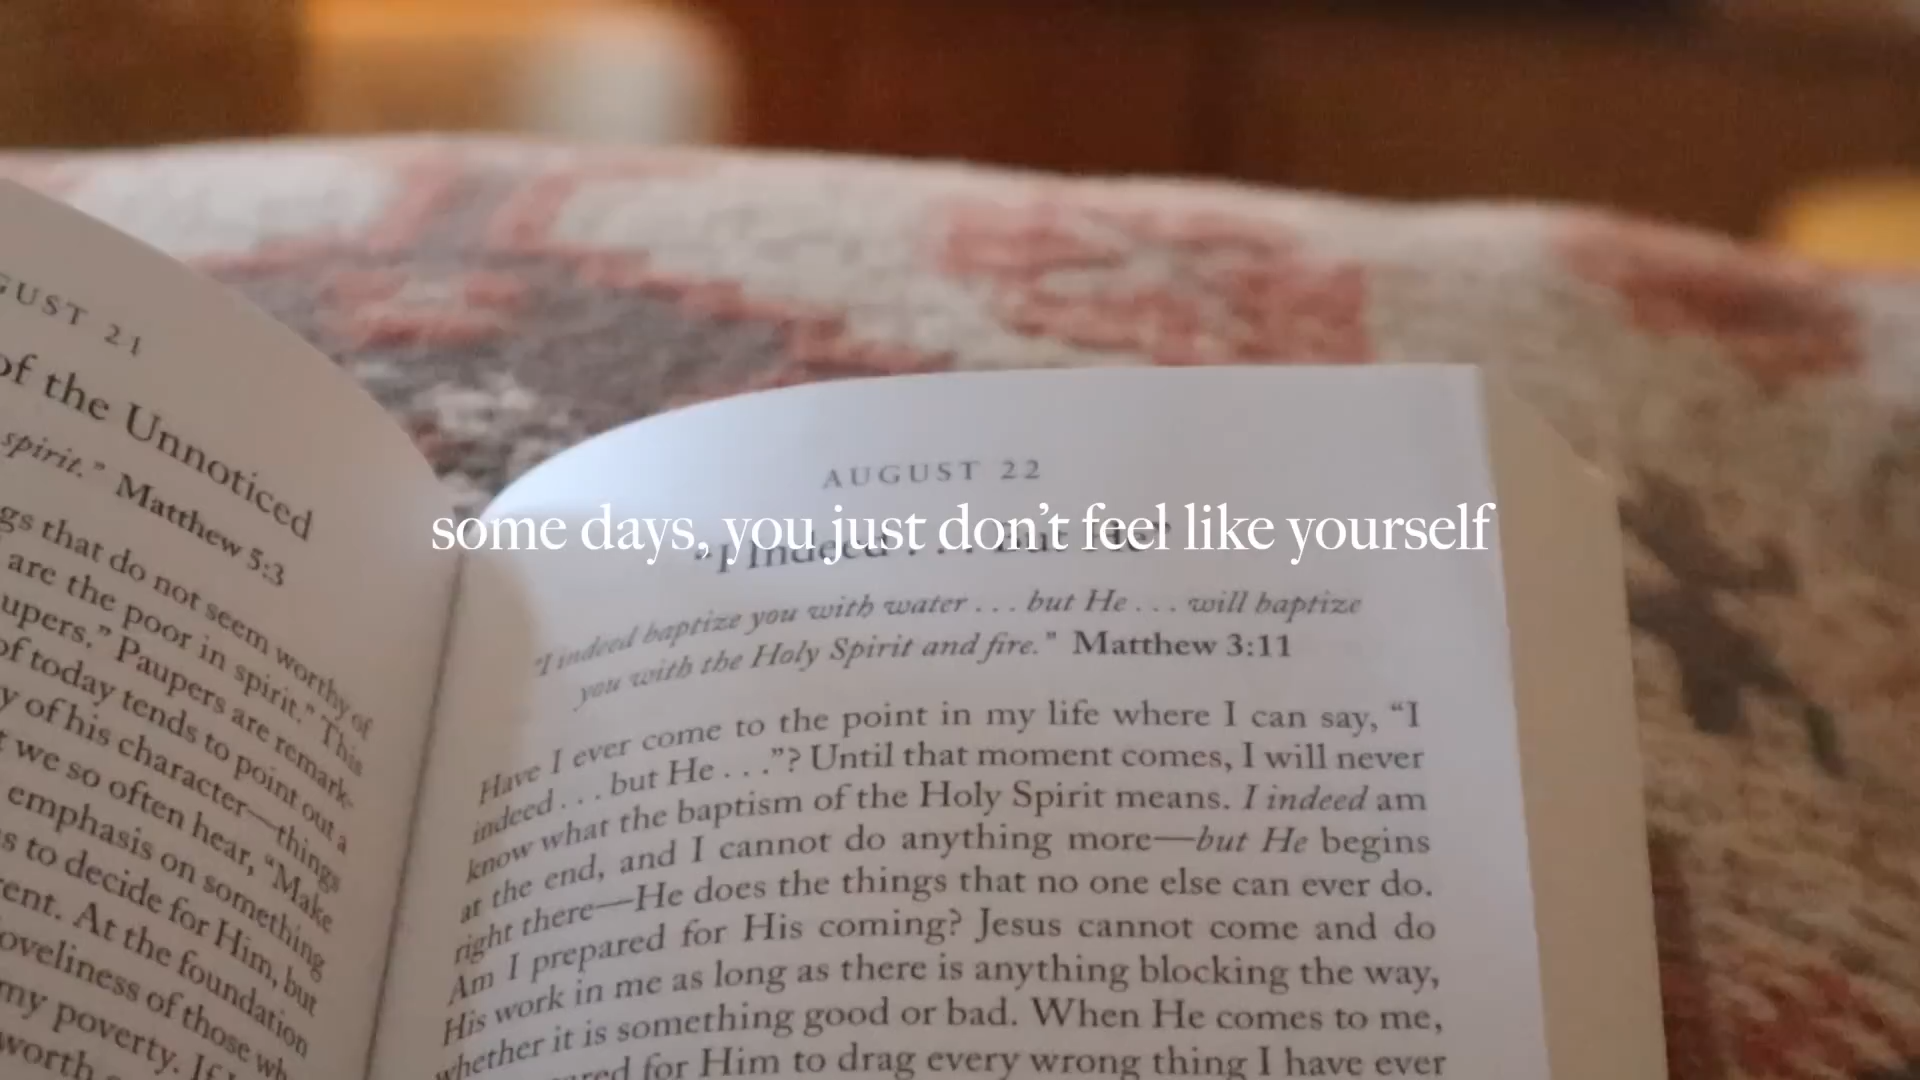 GUST 21
of the Unnoticed
spirit." Matthew 5:3
gs that do not seem worthy of
are the poor in spirit." This
upers." Paupers are remark-
of today tends to point out a
y of his character—things
t we so often hear, "Make
emphasis on something
s to decide for Him, but
ent. At the foundation
oveliness of those wh
my poverty. If
worth
AUGUST 22
some days, you just don't feel like yourself
"I Indeed . . . But He"
"I indeed baptize you with water . . . but He . . . will baptize
you with the Holy Spirit and fire." Matthew 3:11
Have I ever come to the point in my life where I can say, "I
indeed . . . but He . . ."? Until that moment comes, I will never
know what the baptism of the Holy Spirit means. I indeed am
at the end, and I cannot do anything more—but He begins
right there—He does the things that no one else can ever do.
Am I prepared for His coming? Jesus cannot come and do
His work in me as long as there is anything blocking the way,
whether it is something good or bad. When He comes to me,
ared for Him to drag every wrong thing I have ever